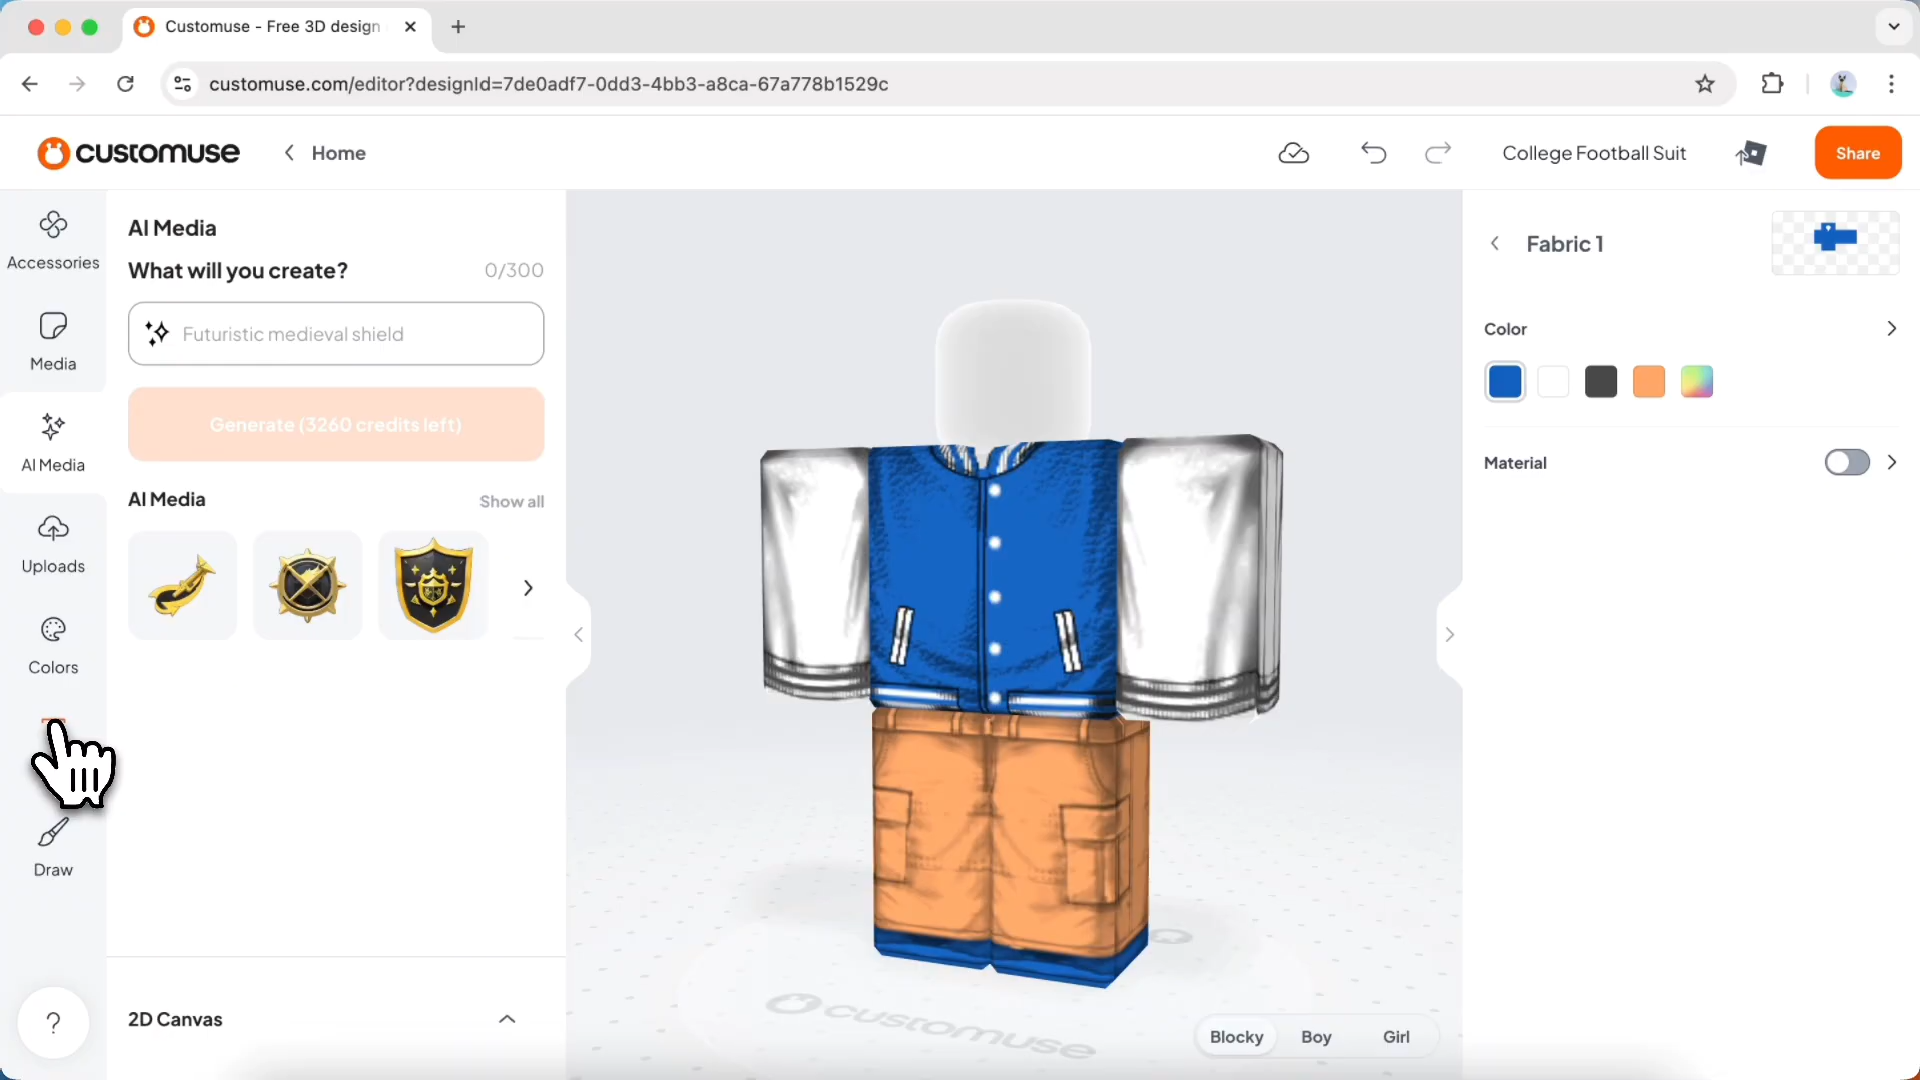 Customuse - Free 3D design
customuse.com/editor?designId=7de0adf7-0dd3-4bb3-a8ca-67a778b1529c
customuse
Home
College Football Suit
Share
Accessories
Media
AI Media
Uploads
Colors
Draw
?
AI Media
What will you create?
0/300
Futuristic medieval shield
Generate (3260 credits left)
AI Media
Show all
2D Canvas
customuse
Blocky
Boy
Girl
Fabric 1
Color
Material